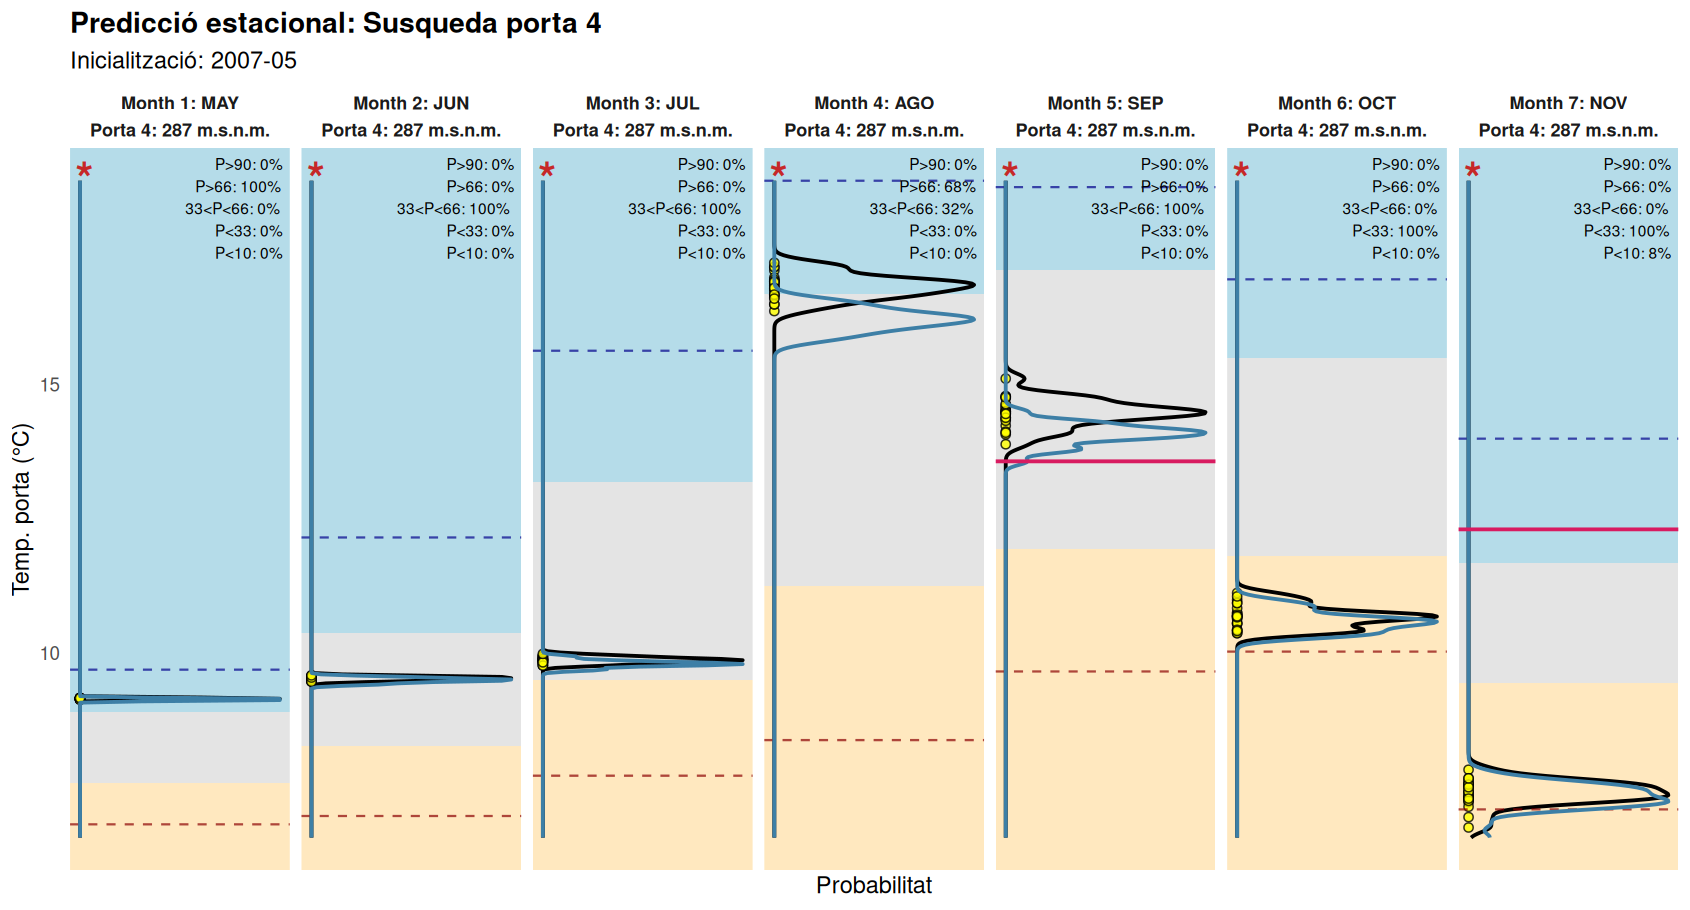 Predicció estacional: Susqueda porta 4
Inicialització: 2007-05
Month 1: MAY
Porta 4: 287 m.s.n.m.
*
P>90: 0%
P>66: 100%
33<P<66: 0%
P<33: 0%
P<10: 0%
Month 2: JUN
Porta 4: 287 m.s.n.m.
*
P>90: 0%
P>66: 0%
33<P<66: 100%
P<33: 0%
P<10: 0%
Month 3: JUL
Porta 4: 287 m.s.n.m.
*
P>90: 0%
P>66: 0%
33<P<66: 100%
P<33: 0%
P<10: 0%
Month 4: AGO
Porta 4: 287 m.s.n.m.
*
P>90: 0%
P>66: 68%
33<P<66: 32%
P<33: 0%
P<10: 0%
Month 5: SEP
Porta 4: 287 m.s.n.m.
*
P>90: 0%
P>66: 0%
33<P<66: 100%
P<33: 0%
P<10: 0%
Month 6: OCT
Porta 4: 287 m.s.n.m.
*
P>90: 0%
P>66: 0%
33<P<66: 0%
P<33: 100%
P<10: 0%
Month 7: NOV
Porta 4: 287 m.s.n.m.
*
P>90: 0%
P>66: 0%
33<P<66: 0%
P<33: 100%
P<10: 8%
15
10
Temp. porta (°C)
Probabilitat